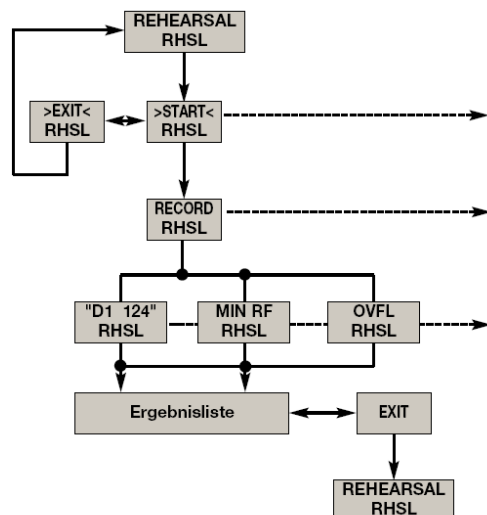 REHEARSAL
RHSL
>EXIT<
RHSL
>START<
RHSL
RECORD
RHSL
"D1 124"
RHSL
MIN RF
RHSL
OVFL
RHSL
Ergebnisliste
EXIT
REHEARSAL
RHSL